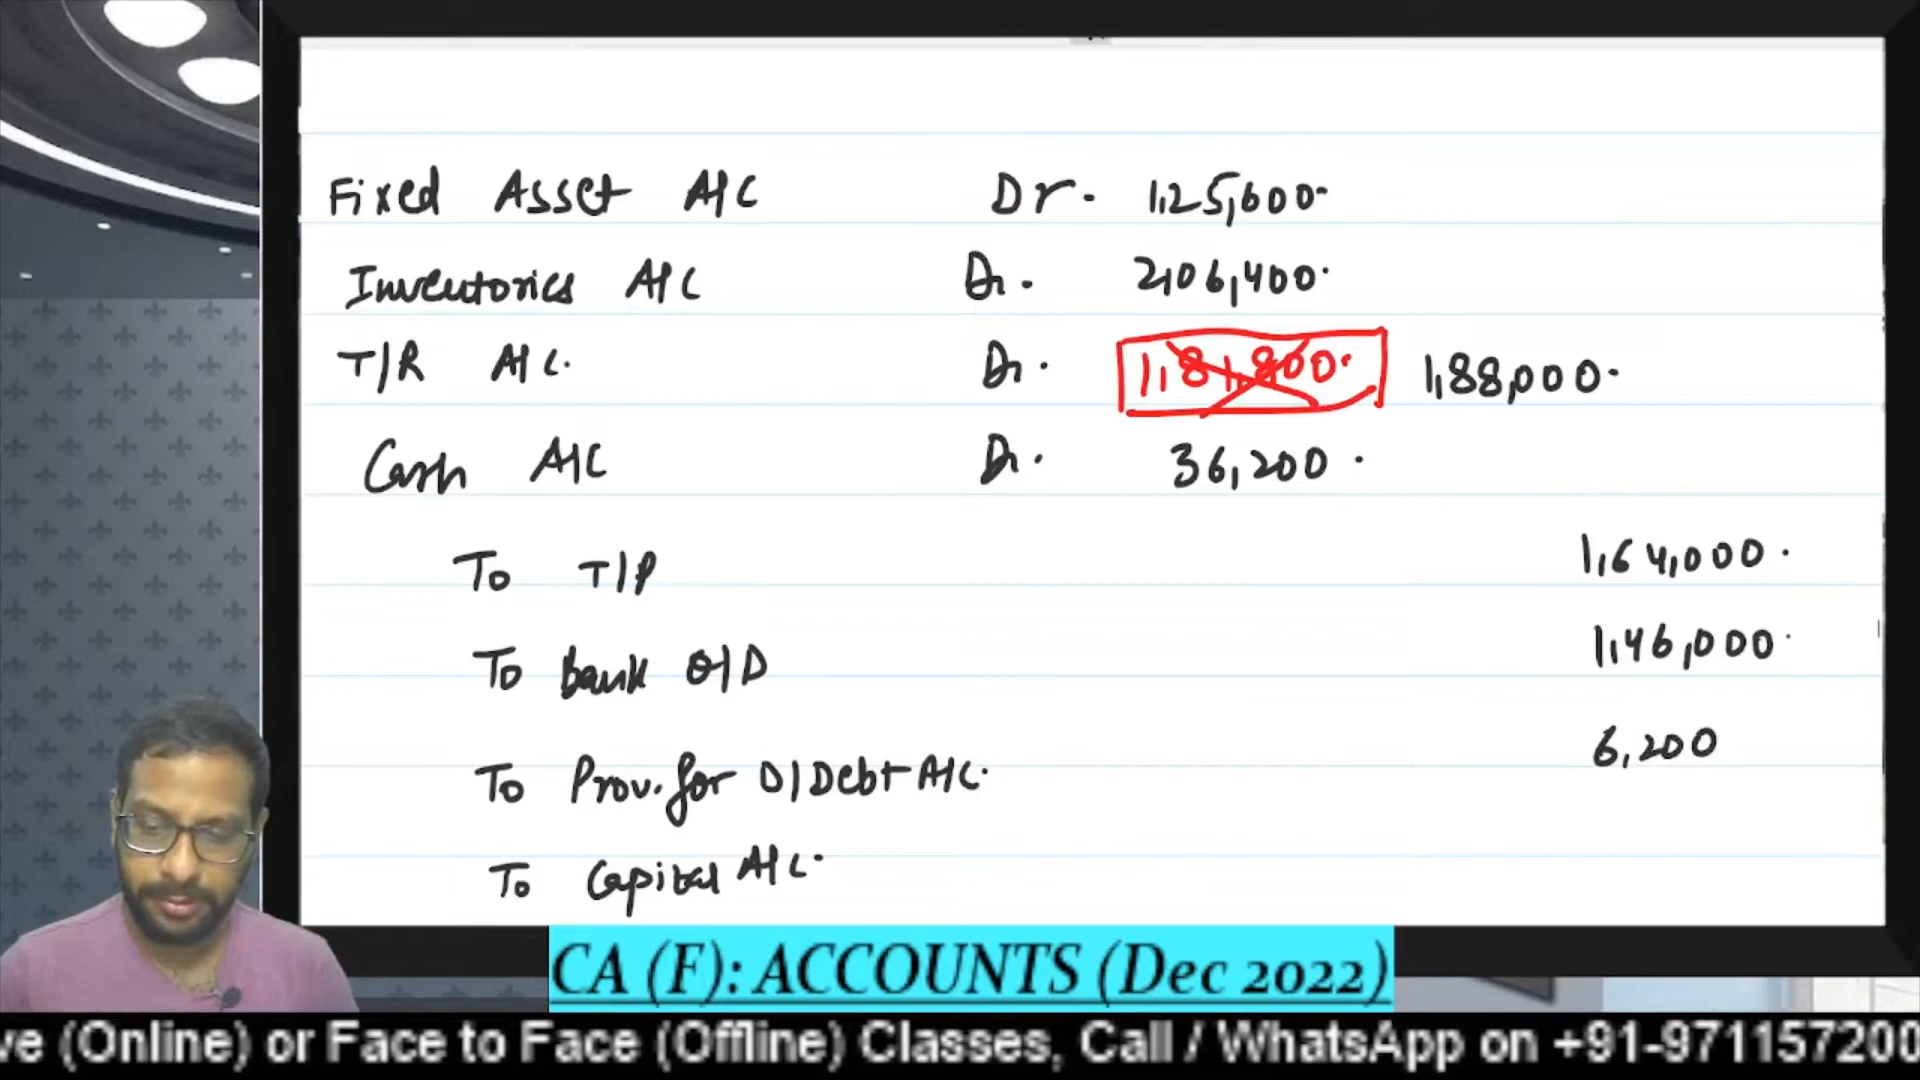 Fixed Asset A/C Dr. 1,25,600.
Inventories A/C Dr. 2,06,400.
T/R A/C. Dr. 1,81,800. 1,88,000.
Cash A/C Dr. 36,200.
To T/P 1,64,000.
To bank O/D 1,46,000.
To Prov. for D/Debt A/C. 6,200
To Capital A/C.
CA (F): ACCOUNTS (Dec 2022)
ve (Online) or Face to Face (Offline) Classes, Call / WhatsApp on +91-971157200